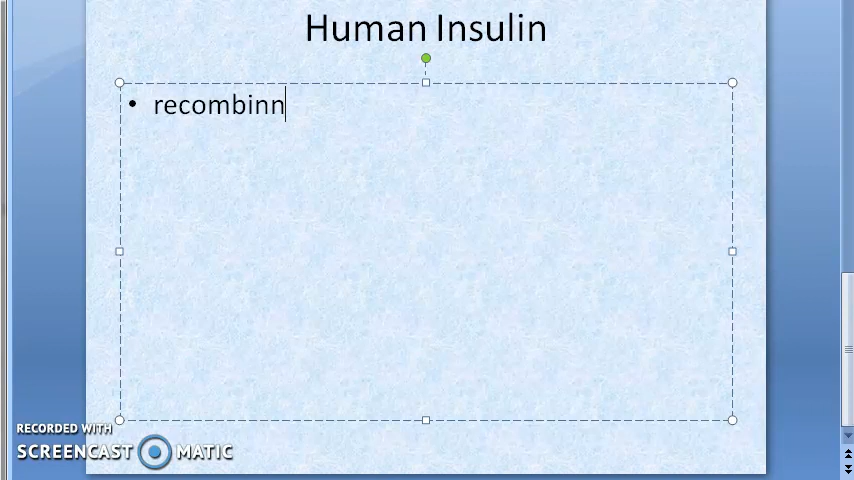 Human Insulin
• recombinn
RECORDED WITH
SCREENCAST MATIC